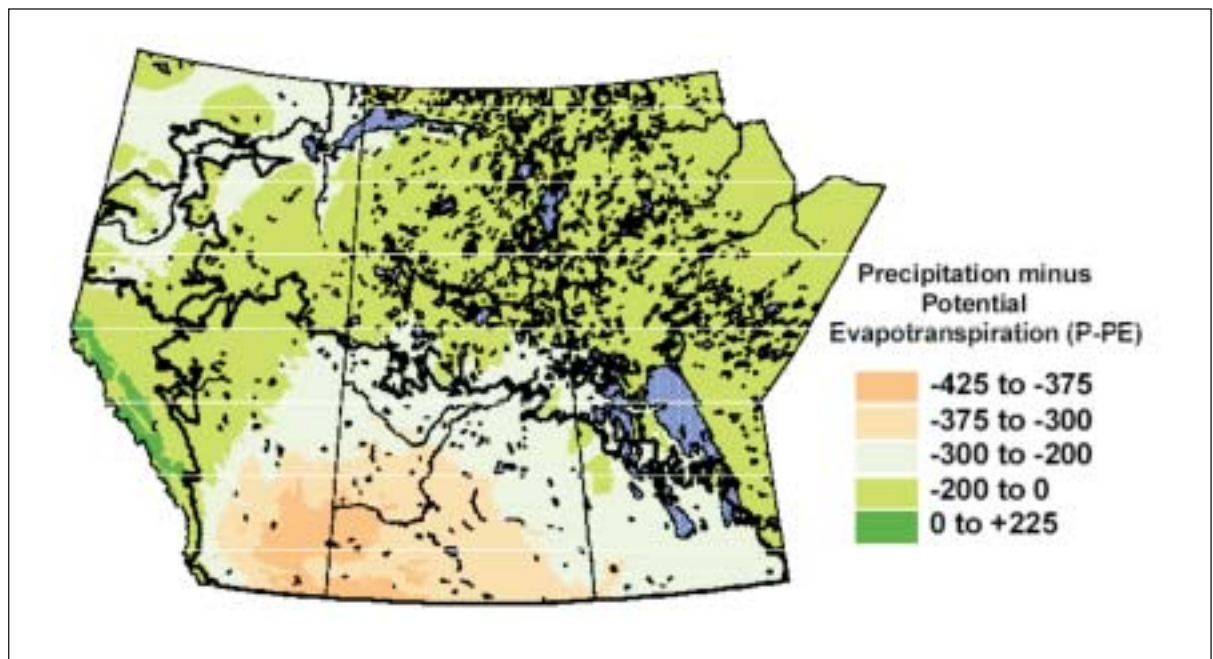 Precipitation minus
Potential
Evapotranspiration (P-PE)
-425 to -375
-375 to -300
-300 to -200
-200 to 0
0 to +225